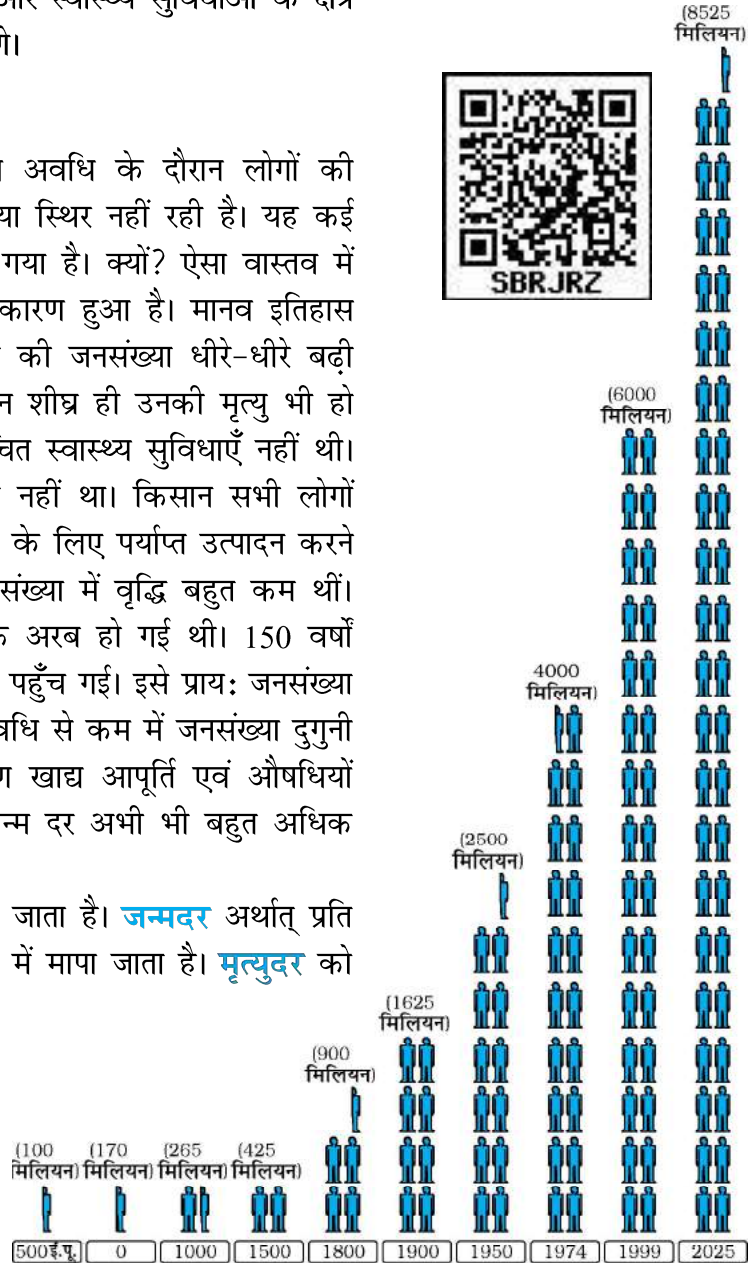 और स्वास्थ्य सुविधाओं के
अवधि के दौरान लोगों की
स्थिर नहीं रही है। यह कई
गया है। क्यों? ऐसा वास्तव में
कारण हुआ है। मानव इतिहास
की जनसंख्या धीरे-धीरे बढ़ी
शीघ्र ही उनकी मृत्यु भी हो
स्वास्थ्य सुविधाएँ नहीं थी।
नहीं था। किसान सभी लोगों
के लिए पर्याप्त उत्पादन करने
में वृद्धि बहुत कम थीं।
अरब हो गई थी। 150 वर्षों
पहुँच गई। इसे प्राय: जनसंख्या
से कम में जनसंख्या दुगुनी
खाद्य आपूर्ति एवं औषधियों
दर अभी भी बहुत अधिक
जाता है। जन्मदर अर्थात् प्रति
में मापा जाता है। मृत्युदर को
SBRJRZ
(100
मिलियन)
(170
मिलियन)
(265
मिलियन)
(425
मिलियन)
(900
मिलियन)
(1625
मिलियन)
(2500
मिलियन)
4000
मिलियन)
(6000
मिलियन)
(8525
मिलियन)
500ई.पू. 0 1000 1500 1800 1900 1950 1974 1999 2025